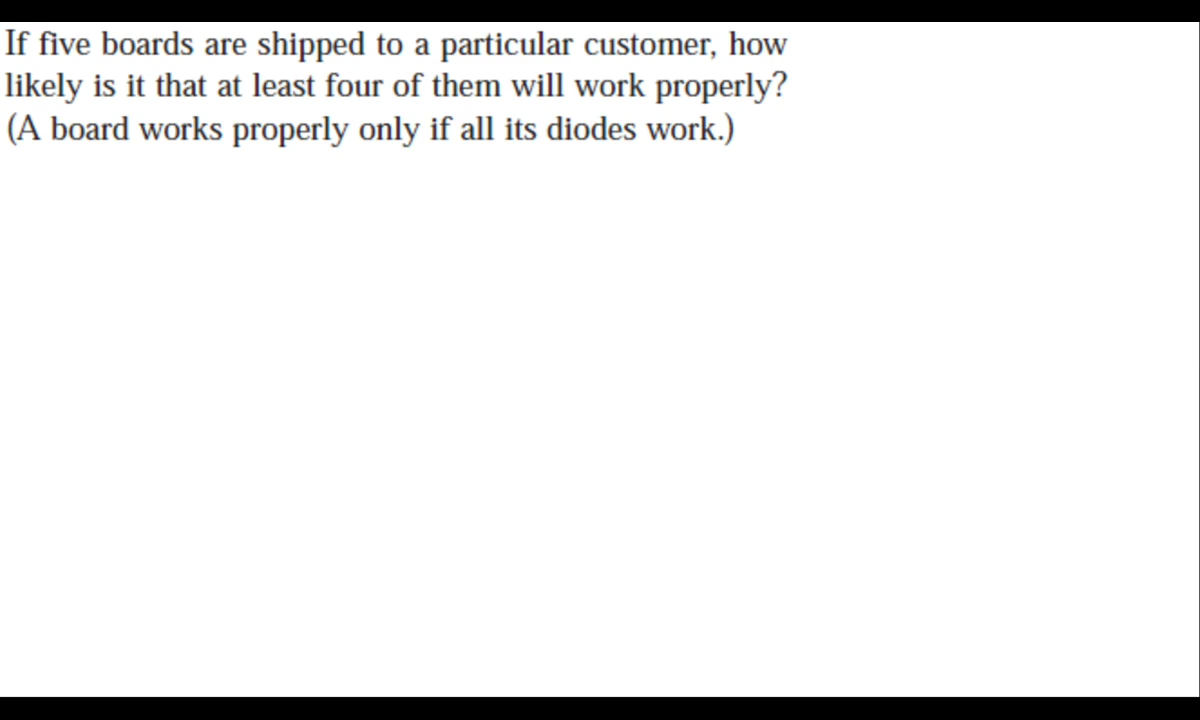 If five boards are shipped to a particular customer, how
likely is it that at least four of them will work properly?
(A board works properly only if all its diodes work.)